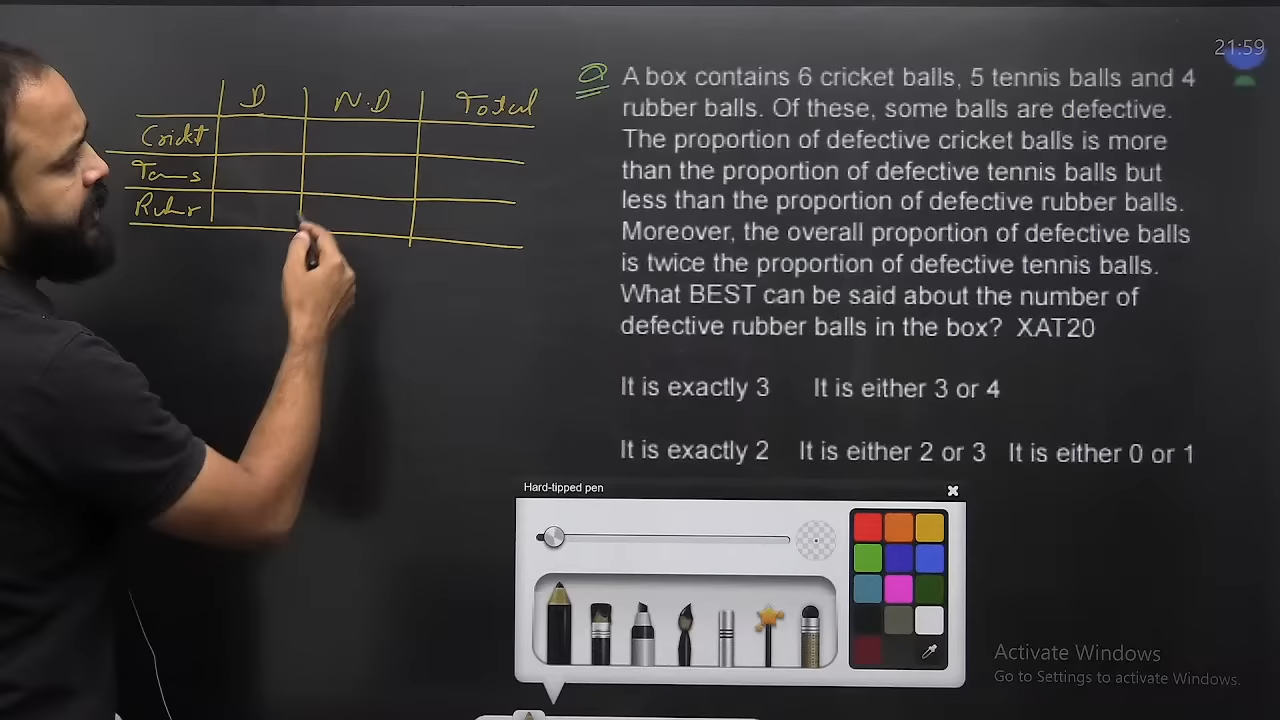 21:59
D N.D Total
Crickt
Rubr
Q A box contains 6 cricket balls, 5 tennis balls and 4
rubber balls. Of these, some balls are defective.
The proportion of defective cricket balls is more
than the proportion of defective tennis balls but
less than the proportion of defective rubber balls.
Moreover, the overall proportion of defective balls
is twice the proportion of defective tennis balls.
What BEST can be said about the number of
defective rubber balls in the box? XAT20
It is exactly 3 It is either 3 or 4
It is exactly 2 It is either 2 or 3 It is either 0 or 1
Hard-tipped pen
Activate Windows
Go to Settings to activate Windows.